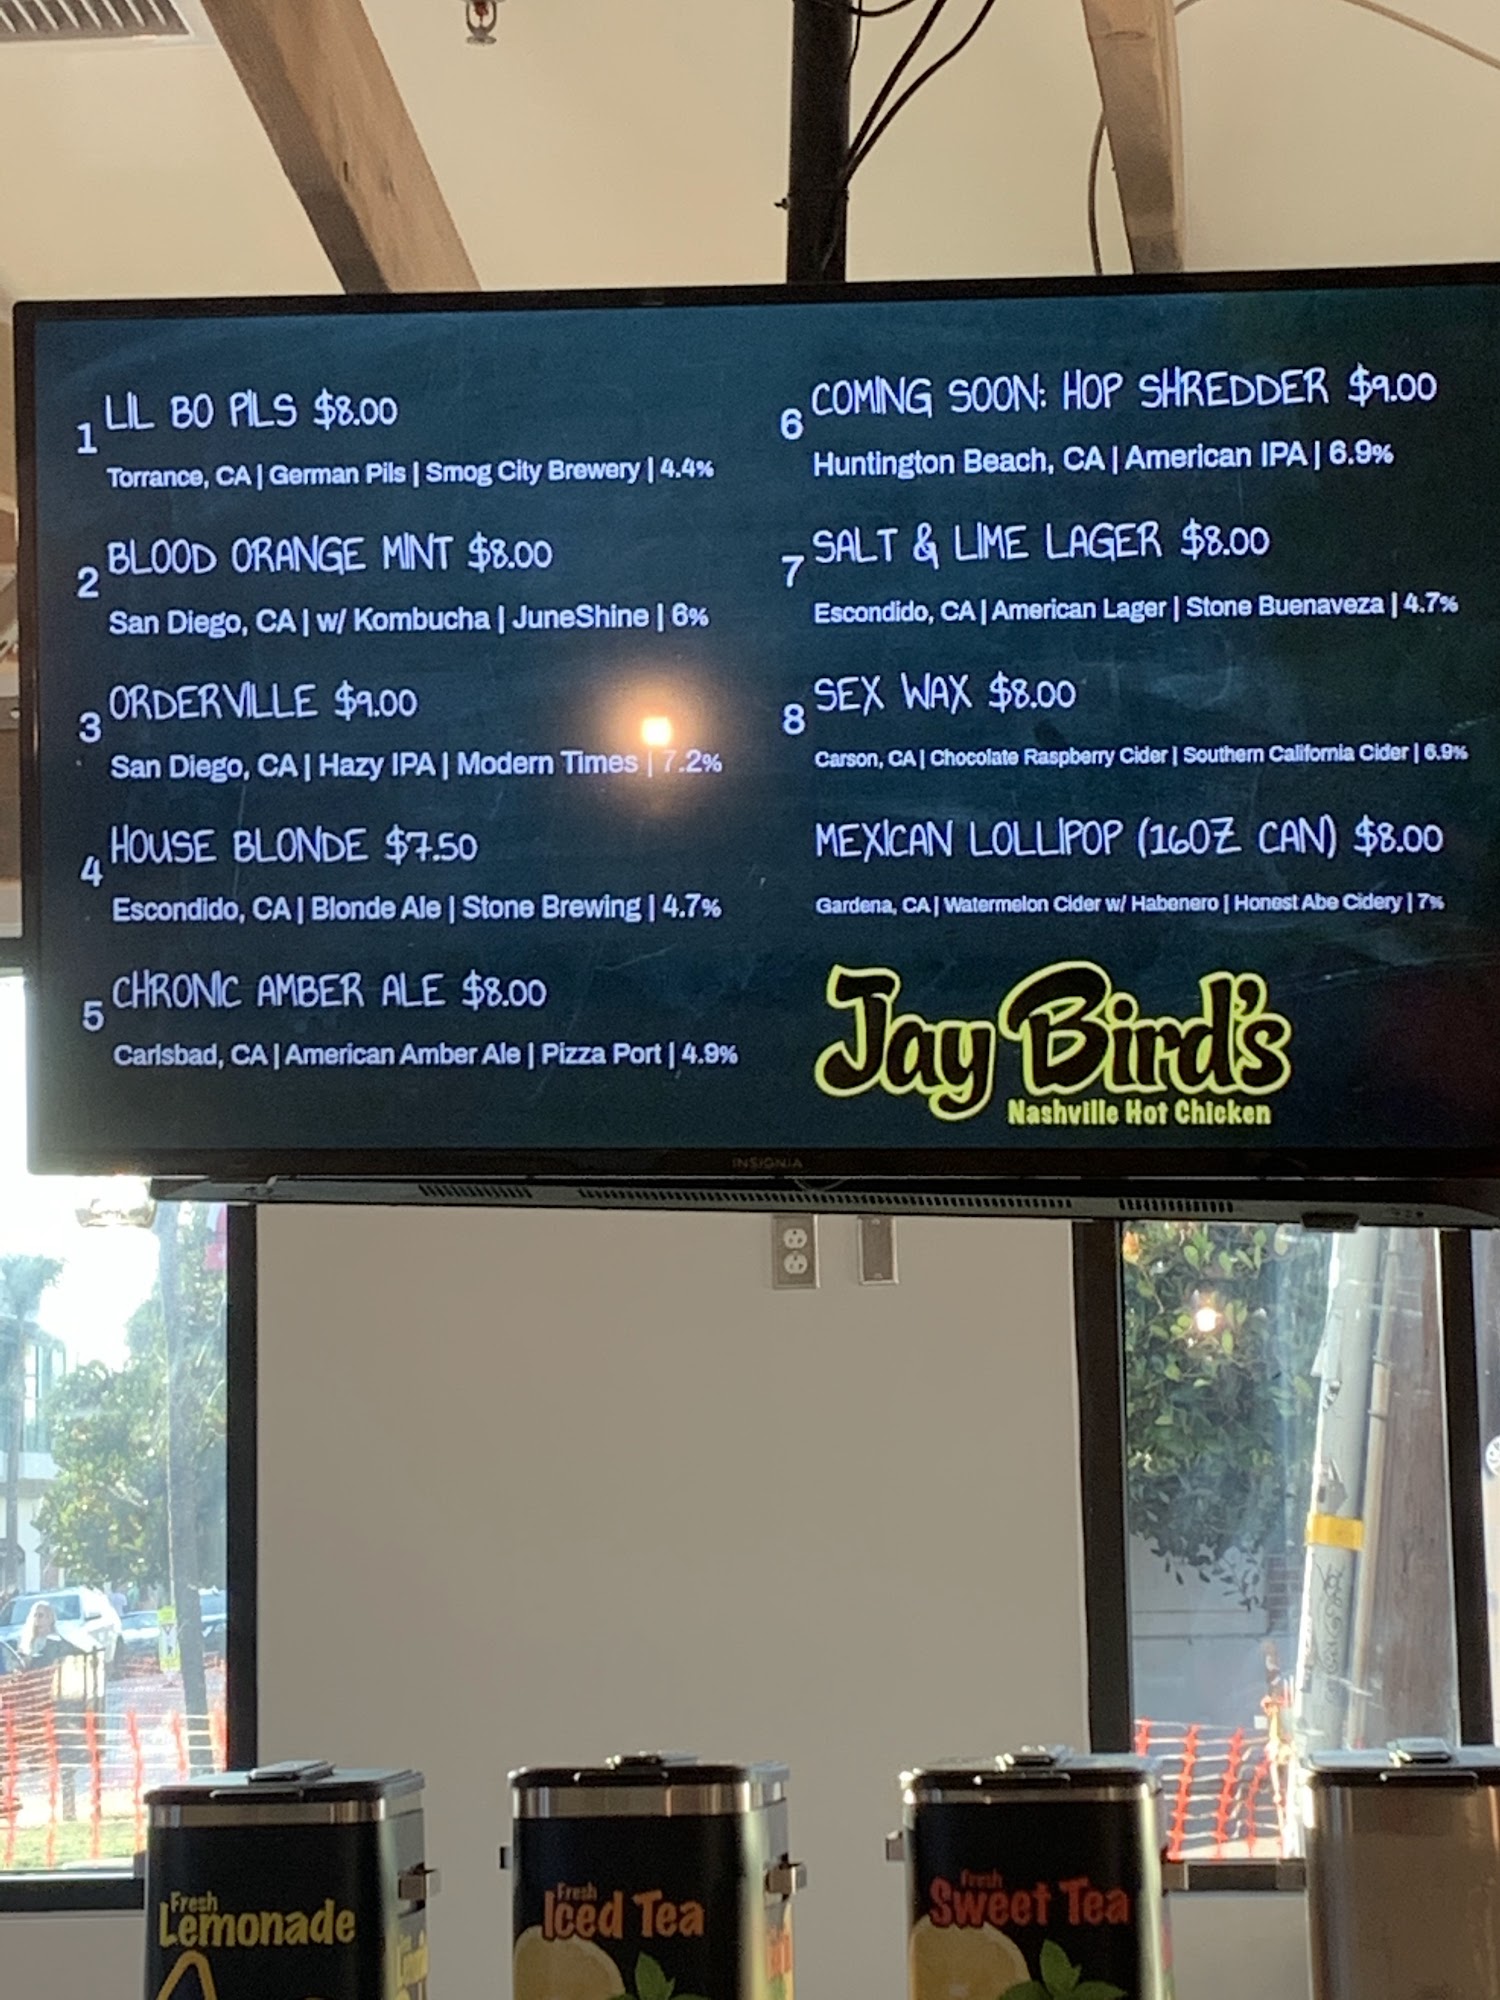 1 LIL BO PILS $8.00
Torrance, CA | German Pils | Smog City Brewery | 4.4%
2 BLOOD ORANGE MINT $8.00
San Diego, CA | w/ Kombucha | JuneShine | 6%
3 ORDERVILLE $9.00
San Diego, CA | Hazy IPA | Modern Times | 7.2%
4 HOUSE BLONDE $7.50
Escondido, CA | Blonde Ale | Stone Brewing | 4.7%
5 CHRONIC AMBER ALE $8.00
Carlsbad, CA | American Amber Ale | Pizza Port | 4.9%
6 COMING SOON: HOP SHREDDER $9.00
Huntington Beach, CA | American IPA | 6.9%
7 SALT & LIME LAGER $8.00
Escondido, CA | American Lager | Stone Buenaveza | 4.7%
8 SEX WAX $8.00
Carson, CA | Chocolate Raspberry Cider | Southern California Cider | 6.9%
MEXICAN LOLLIPOP (16OZ CAN) $8.00
Gardena, CA | Watermelon Cider w/ Habenero | Honest Abe Cidery | 7%
Jay Bird's
Nashville Hot Chicken
INSIGNIA
Fresh
Lemonade
Fresh
Iced Tea
Fresh
Sweet Tea